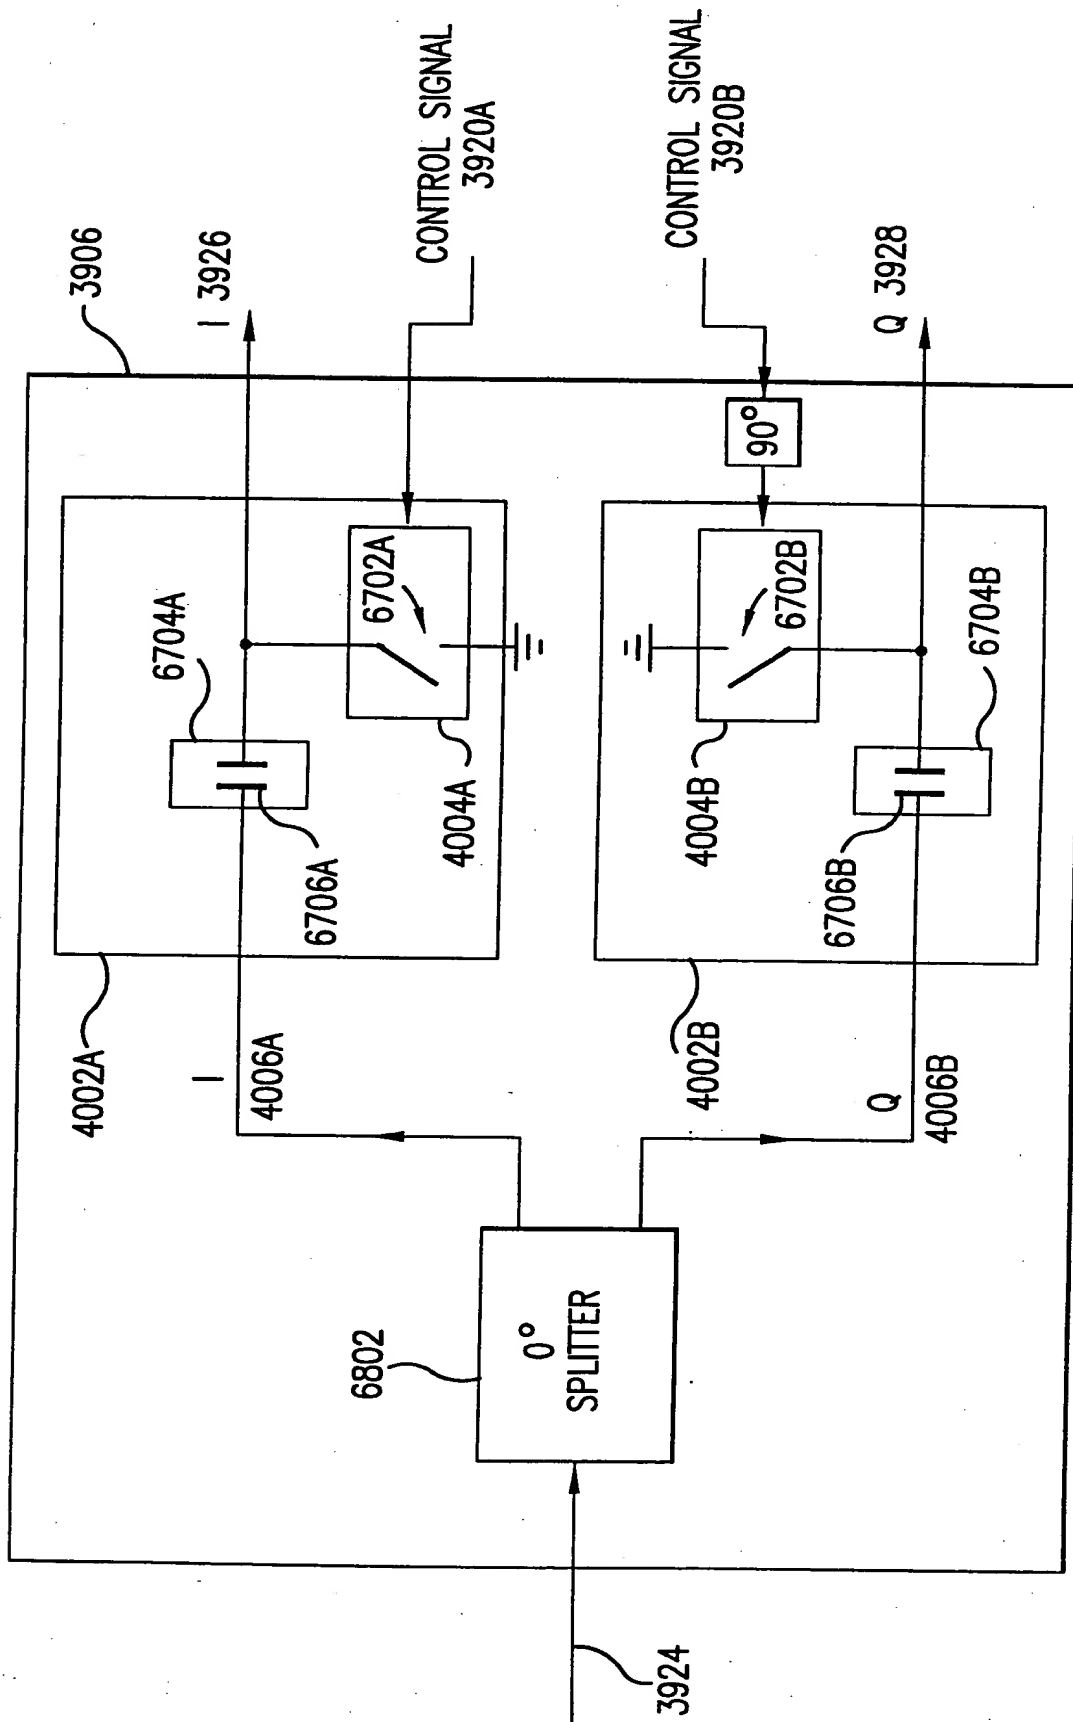 3906
I 3926
CONTROL SIGNAL
3920A
CONTROL SIGNAL
3920B
Q 3928
90°
6704A
6702A
6706A
4004A
4002A
I
4006A
6702B
6704B
4004B
6706B
4002B
Q
4006B
6802
0°
SPLITTER
3924